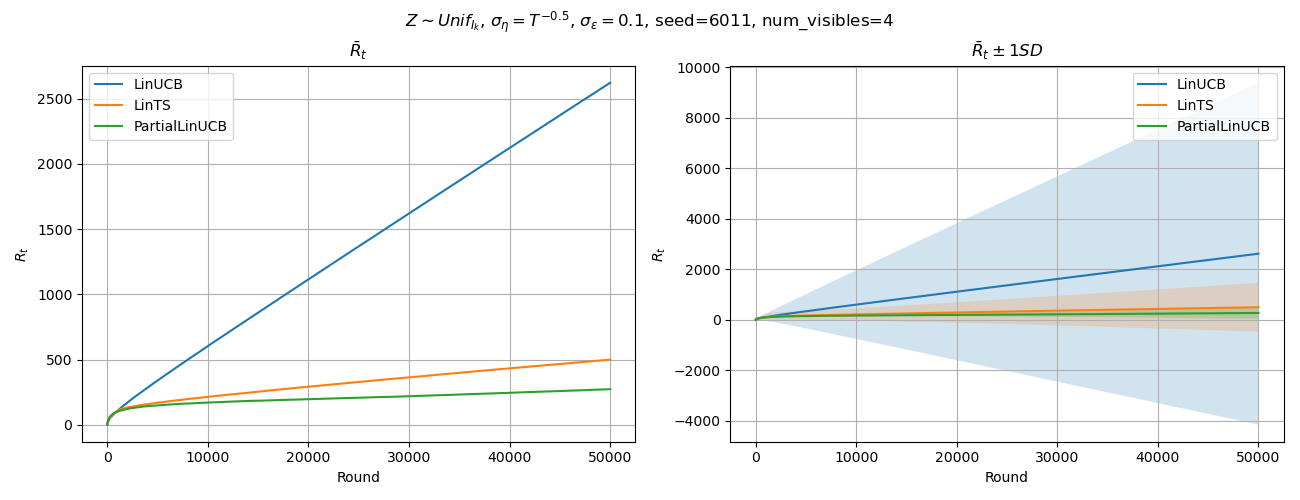 Z ∼ Unif_{I_k}, σ_η = T^{−0.5}, σ_ε = 0.1, seed=6011, num_visibles=4
R̄_t
LinUCB
LinTS
PartialLinUCB
2500
2000
1500
1000
500
0
R_t
0 10000 20000 30000 40000 50000
Round
R̄_t ± 1SD
LinUCB
LinTS
PartialLinUCB
10000
8000
6000
4000
2000
0
−2000
−4000
R_t
0 10000 20000 30000 40000 50000
Round